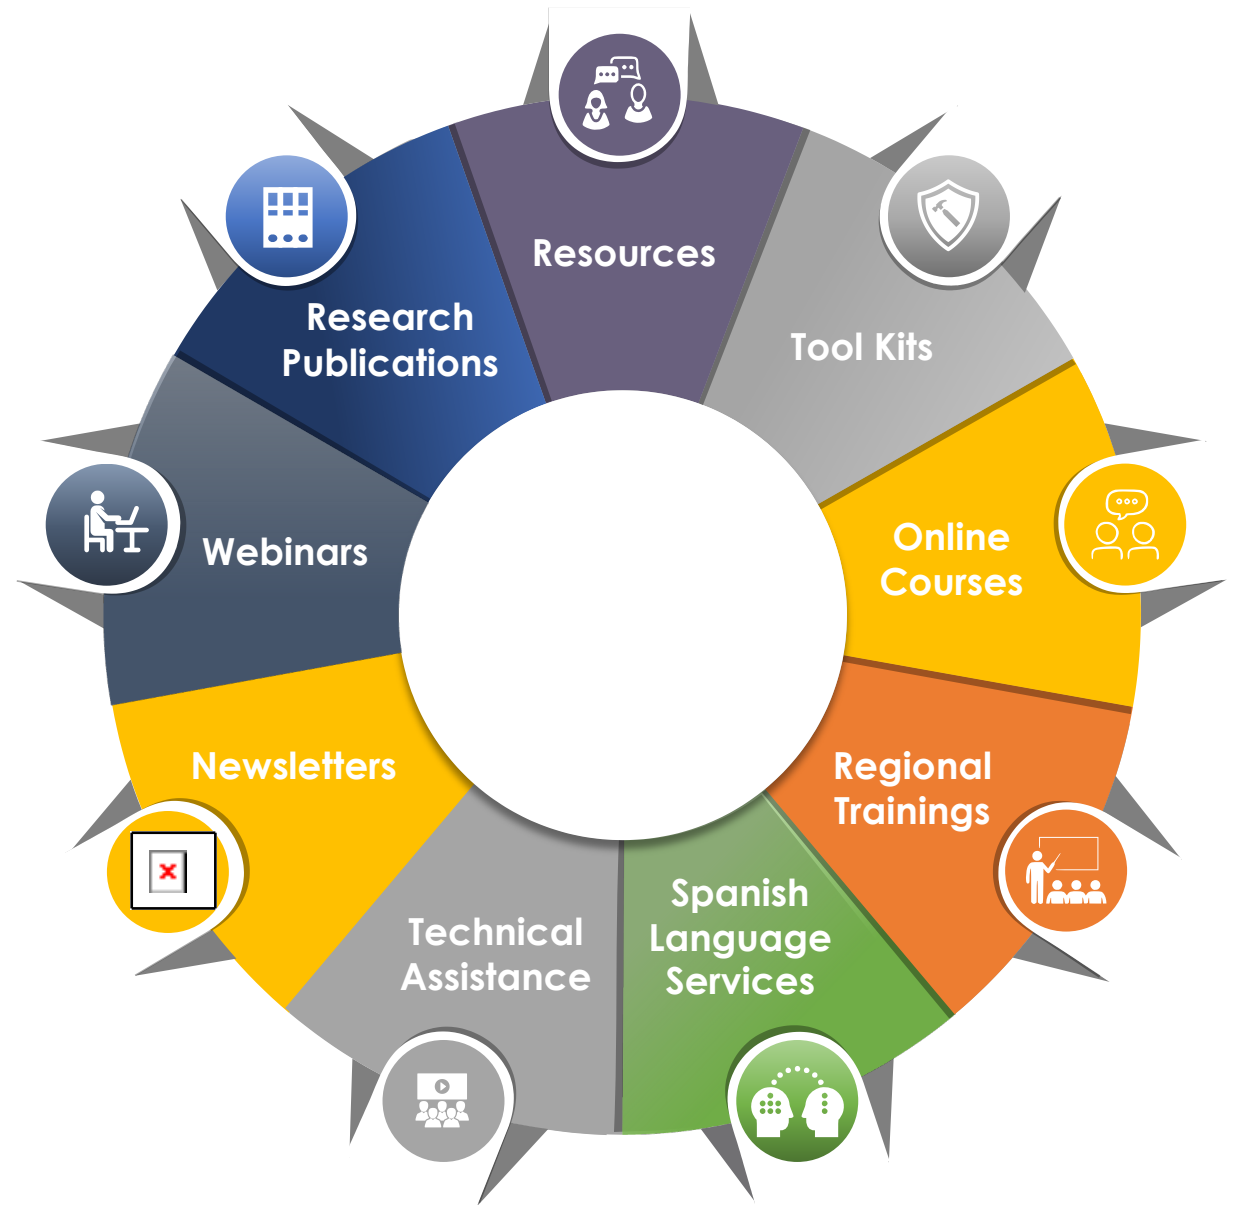 Resources
Tool Kits
Online
Courses
Regional
Trainings
Spanish
Language
Services
Technical
Assistance
Newsletters
Webinars
Research
Publications